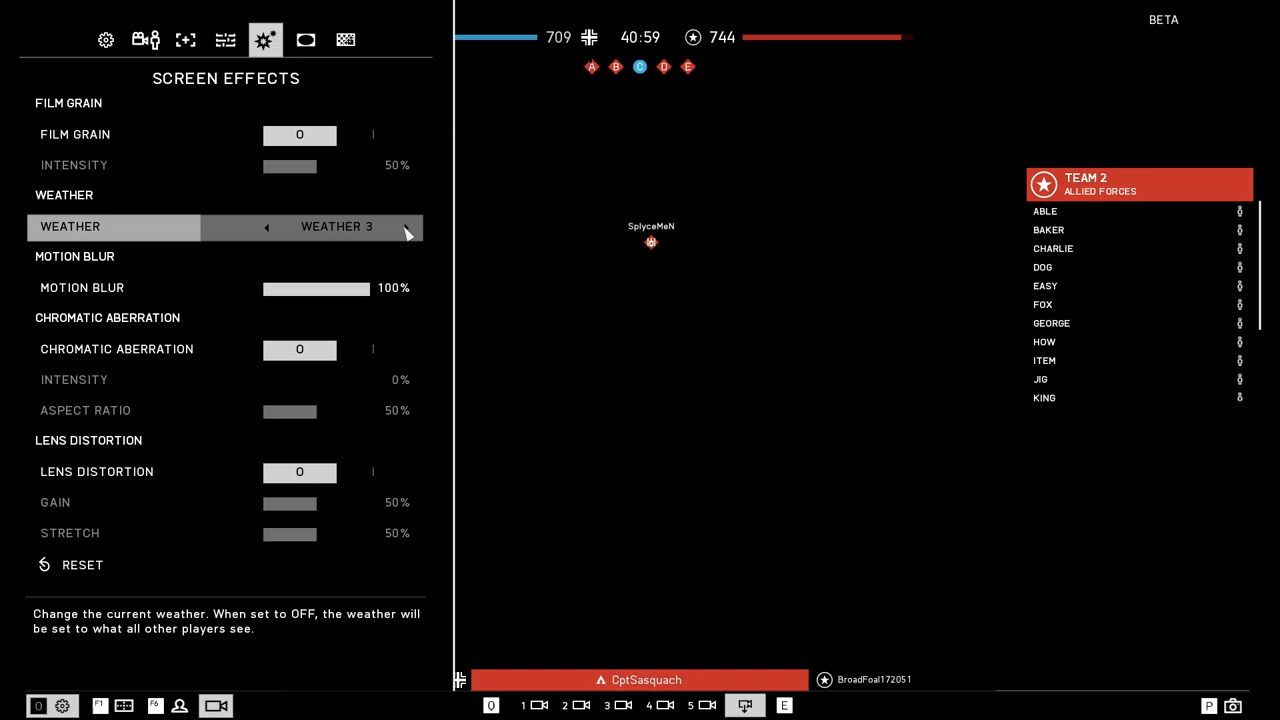 BETA
709 40:59 744
A B C D E
SCREEN EFFECTS
FILM GRAIN
FILM GRAIN 0
INTENSITY 50%
WEATHER
WEATHER WEATHER 3
MOTION BLUR
MOTION BLUR 100%
CHROMATIC ABERRATION
CHROMATIC ABERRATION 0
INTENSITY 0%
ASPECT RATIO 50%
LENS DISTORTION
LENS DISTORTION 0
GAIN 50%
STRETCH 50%
RESET
Change the current weather. When set to OFF, the weather will
be set to what all other players see.
SplyceMeN
TEAM 2
ALLIED FORCES
ABLE
BAKER
CHARLIE
DOG
EASY
FOX
GEORGE
HOW
ITEM
JIG
KING
CptSasquach BroadFoal172051
O F1 F6 Q 1 2 3 4 5 E P